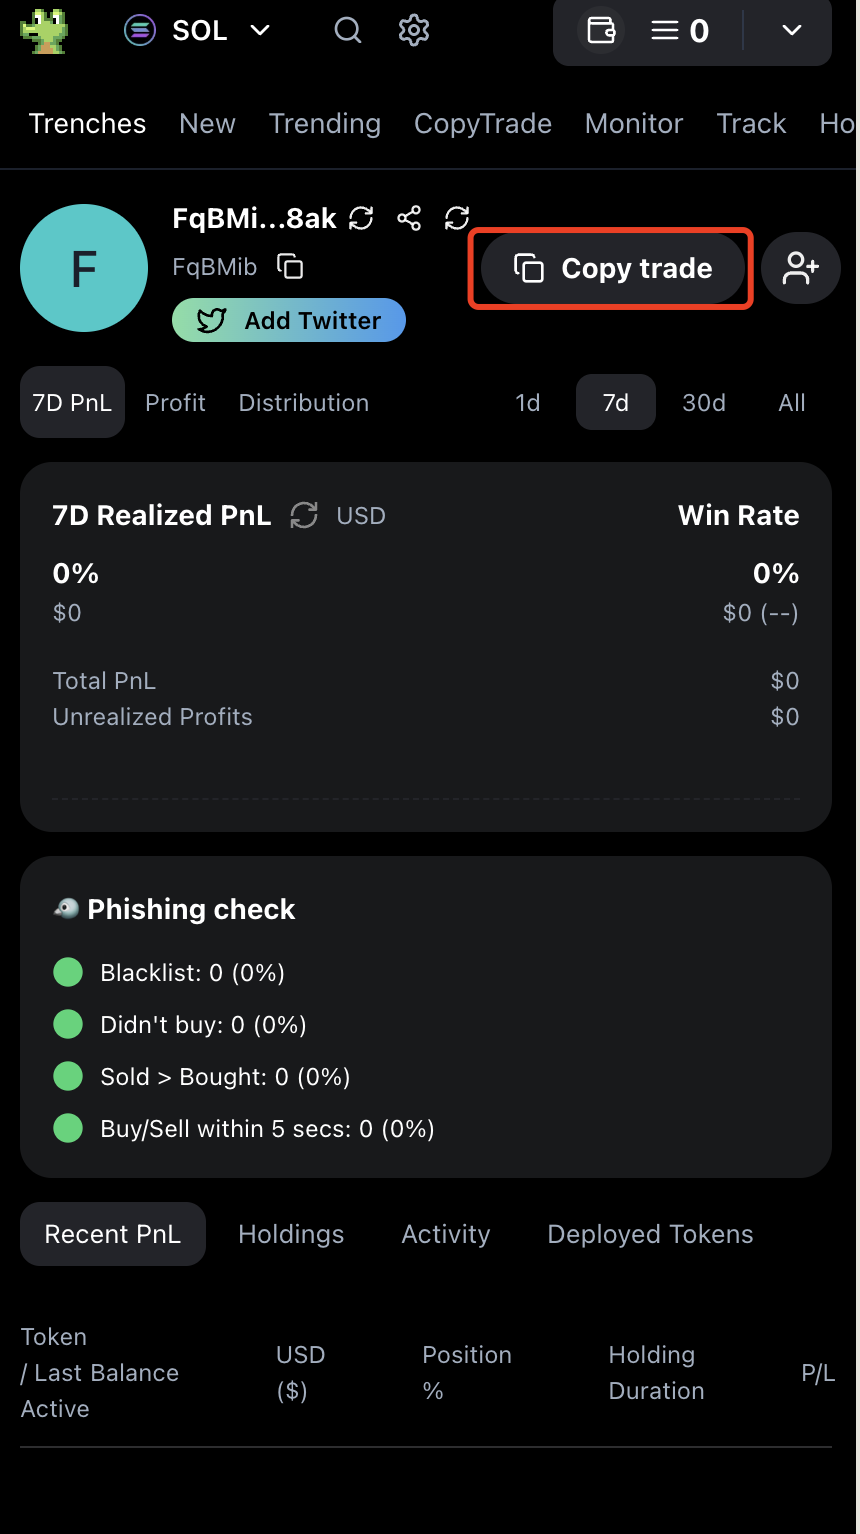 SOL
0
Trenches New Trending CopyTrade Monitor Track Ho
F
FqBMi...8ak
FqBMib
Copy trade
Add Twitter
7D PnL Profit Distribution 1d 7d 30d All
7D Realized PnL USD Win Rate
0% 0%
$0 $0 (--)
Total PnL $0
Unrealized Profits $0
Phishing check
Blacklist: 0 (0%)
Didn't buy: 0 (0%)
Sold > Bought: 0 (0%)
Buy/Sell within 5 secs: 0 (0%)
Recent PnL Holdings Activity Deployed Tokens
Token
/ Last Balance
Active
USD
($)
Position
%
Holding
Duration
P/L